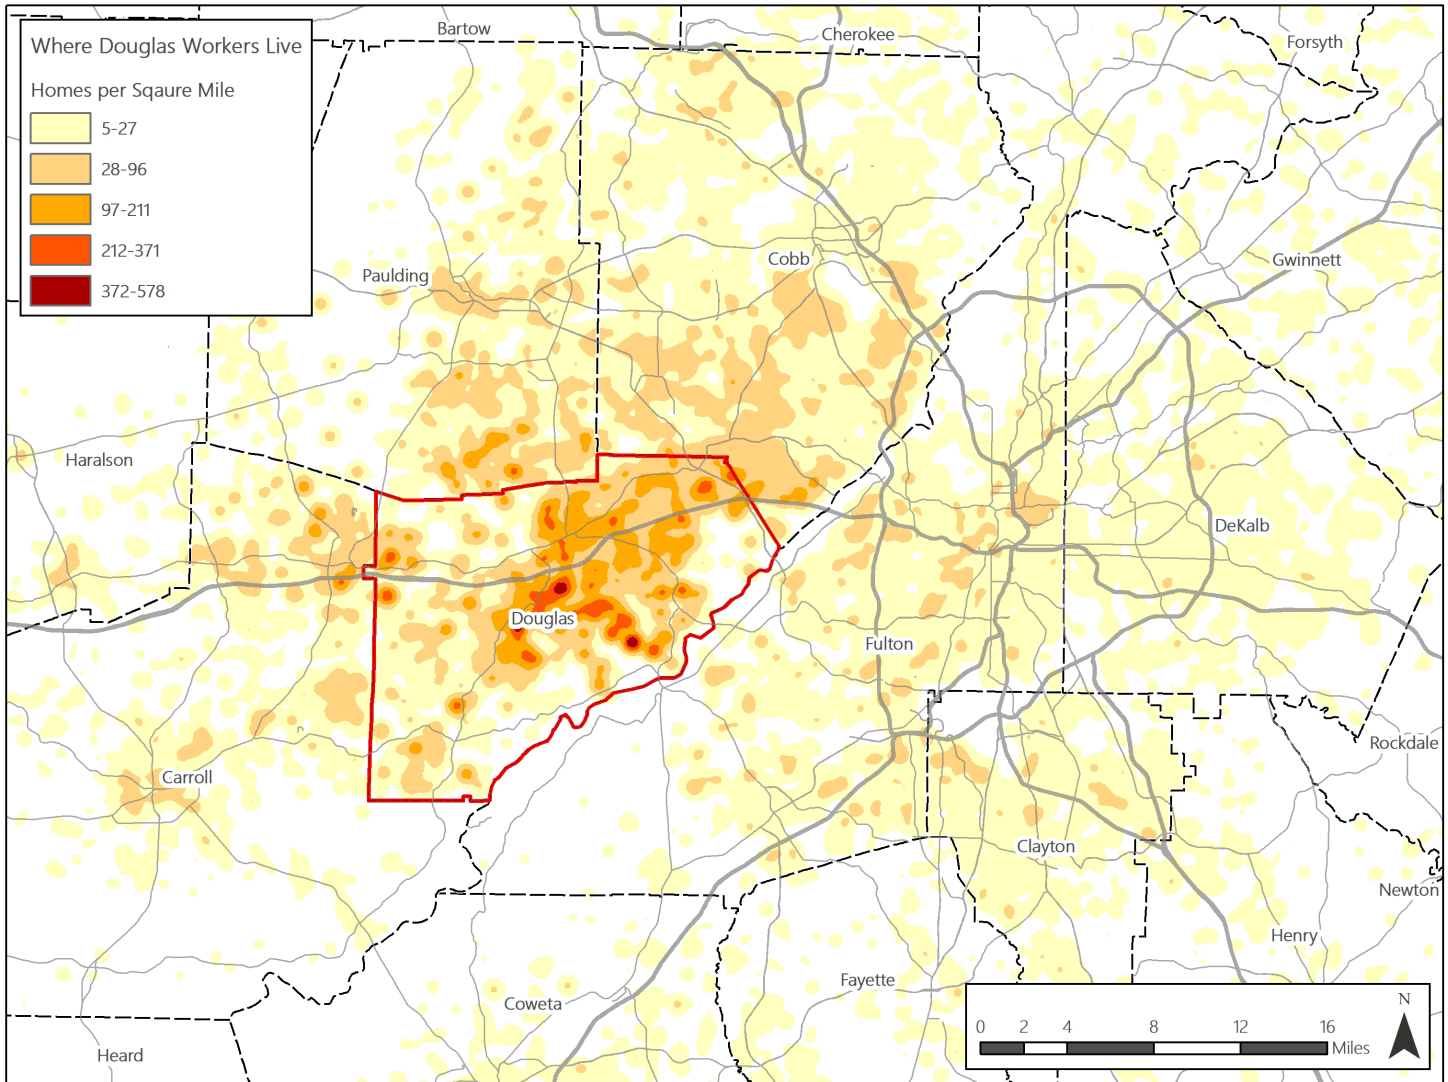 Where Douglas Workers Live
Homes per Sqaure Mile
5-27
28-96
97-211
212-371
372-578
Bartow
Cherokee
Forsyth
Paulding
Cobb
Gwinnett
Haralson
DeKalb
Douglas
Fulton
Rockdale
Carroll
Clayton
Newton
Henry
Fayette
Coweta
Heard
N
0 2 4 8 12 16
Miles